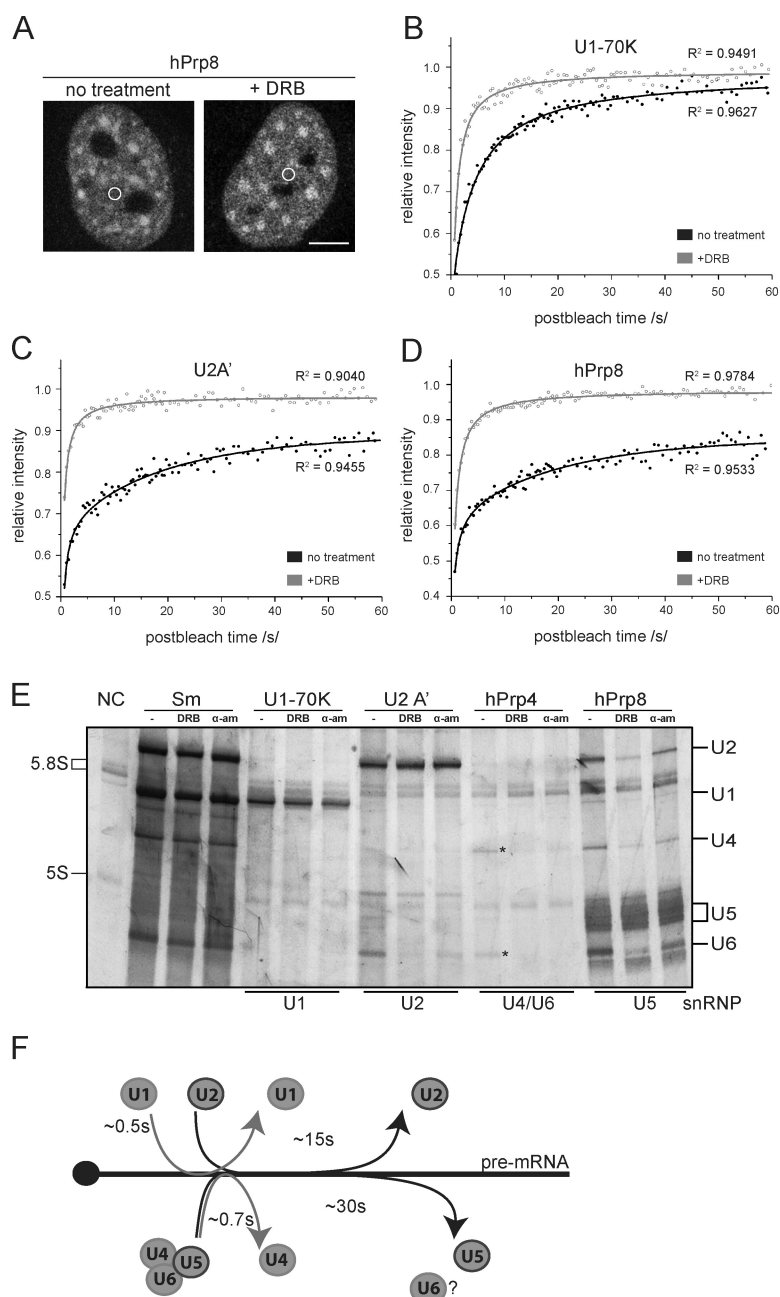 A
hPrp8
no treatment
+ DRB
B
U1-70K
R² = 0.9491
R² = 0.9627
relative intensity
1.0
0.9
0.8
0.7
0.6
0.5
no treatment
+DRB
0 10 20 30 40 50 60
postbleach time /s/
C
U2A'
R² = 0.9040
R² = 0.9455
relative intensity
1.0
0.9
0.8
0.7
0.6
0.5
no treatment
+DRB
0 10 20 30 40 50 60
postbleach time /s/
D
hPrp8
R² = 0.9784
R² = 0.9533
relative intensity
1.0
0.9
0.8
0.7
0.6
0.5
0.4
no treatment
+DRB
0 10 20 30 40 50 60
postbleach time /s/
E
NC Sm U1-70K U2 A' hPrp4 hPrp8
- DRB α-am - DRB α-am - DRB α-am - DRB α-am - DRB α-am
5.8S
5S
*
*
U2
U1
U4
U5
U6
U1 U2 U4/U6 U5 snRNP
F
U1 U2 U1 U2
~0.5s
~15s
pre-mRNA
~0.7s
~30s
U4 U5 U4 U5
U6
U6 ?